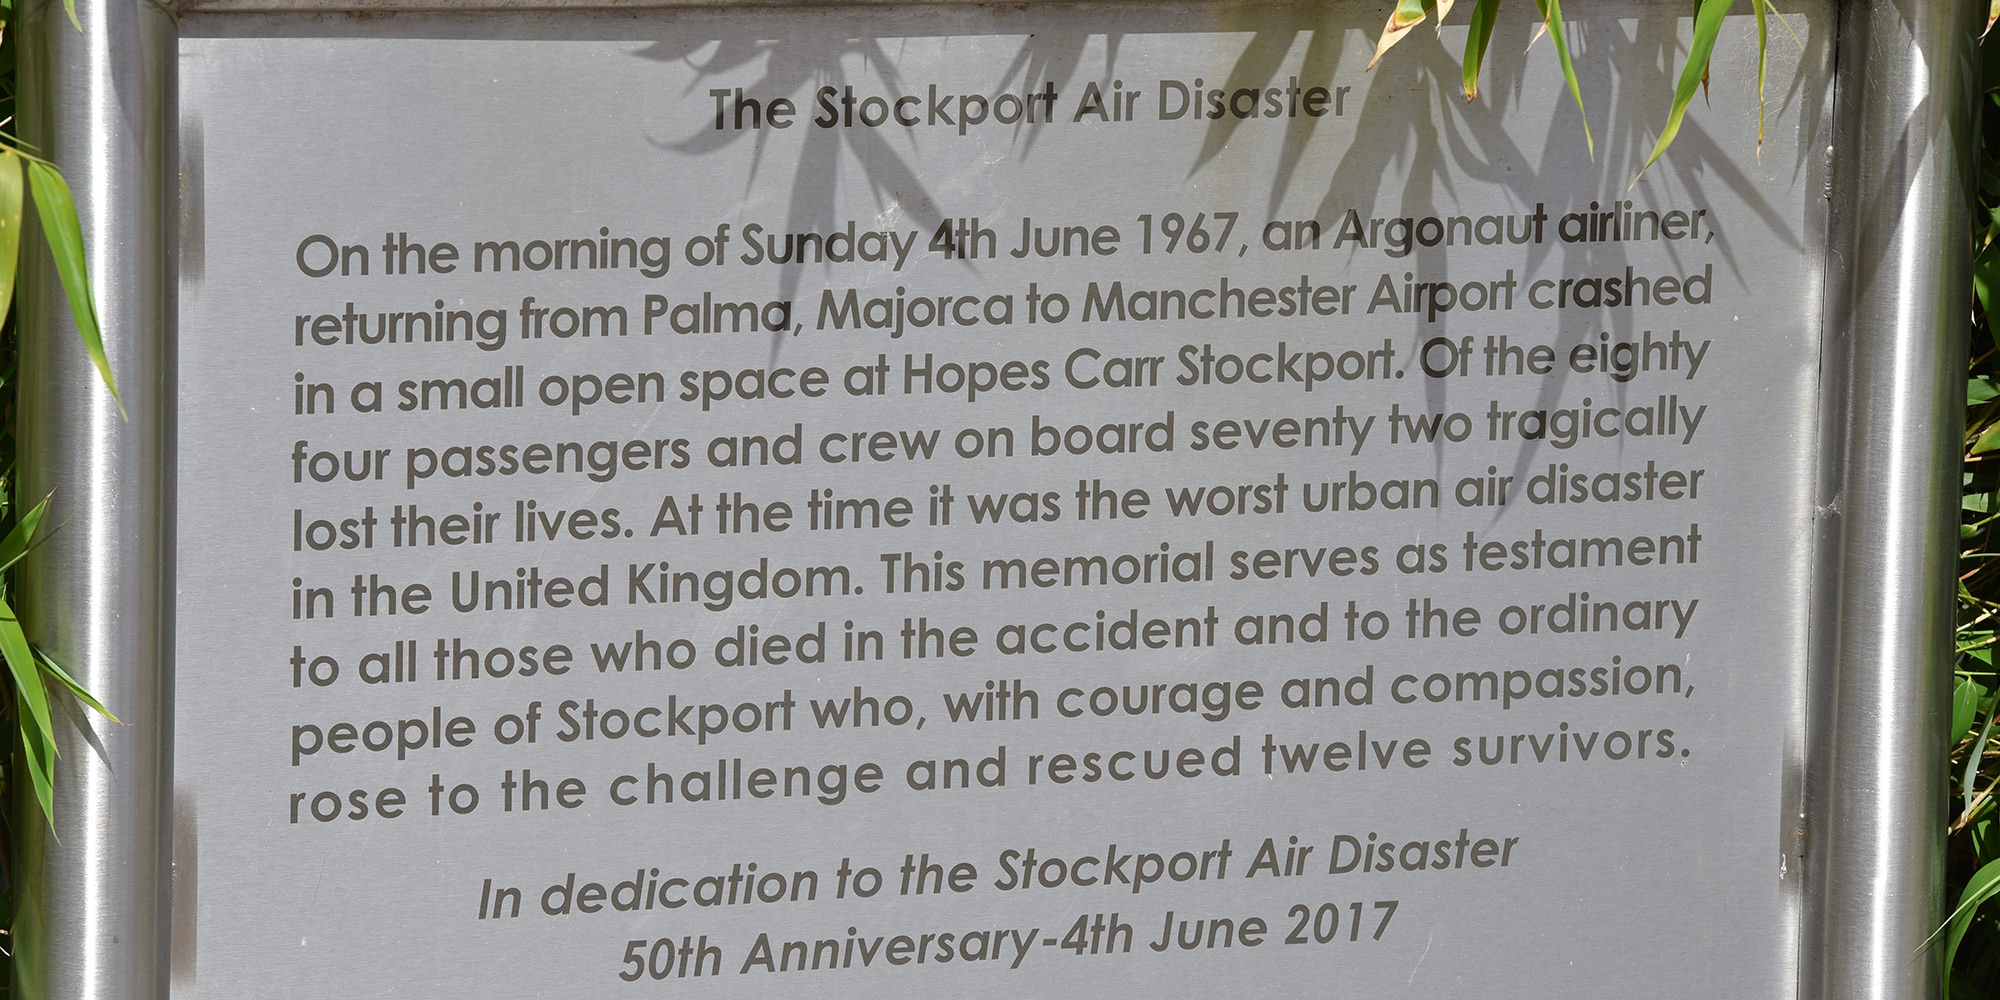 The Stockport Air Disaster
On the morning of Sunday 4th June 1967, an Argonaut airliner,
returning from Palma, Majorca to Manchester Airport crashed
in a small open space at Hopes Carr Stockport. Of the eighty
four passengers and crew on board seventy two tragically
lost their lives. At the time it was the worst urban air disaster
in the United Kingdom. This memorial serves as testament
to all those who died in the accident and to the ordinary
people of Stockport who, with courage and compassion,
rose to the challenge and rescued twelve survivors.
In dedication to the Stockport Air Disaster
50th Anniversary-4th June 2017